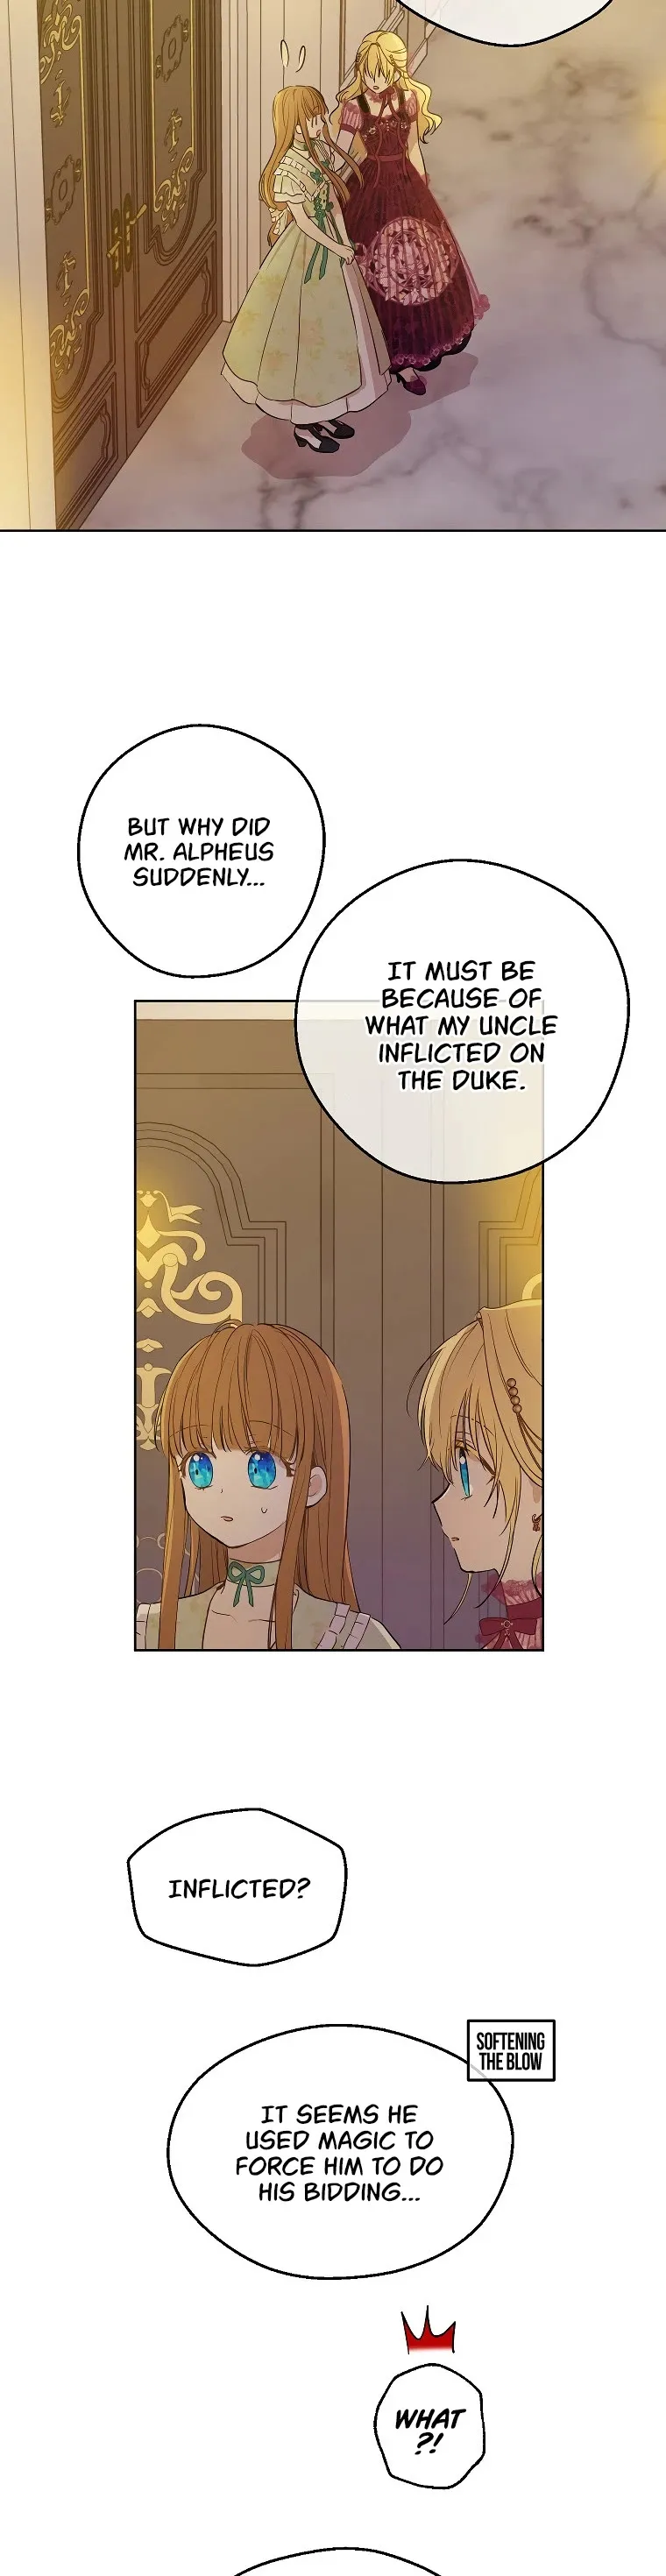 BUT WHY DID
MR. ALPHEUS
SUDDENLY...
IT MUST BE
BECAUSE OF
WHAT MY UNCLE
INFLICTED ON
THE DUKE.
INFLICTED?
SOFTENING
THE BLOW
IT SEEMS HE
USED MAGIC TO
FORCE HIM TO DO
HIS BIDDING...
WHAT
?!